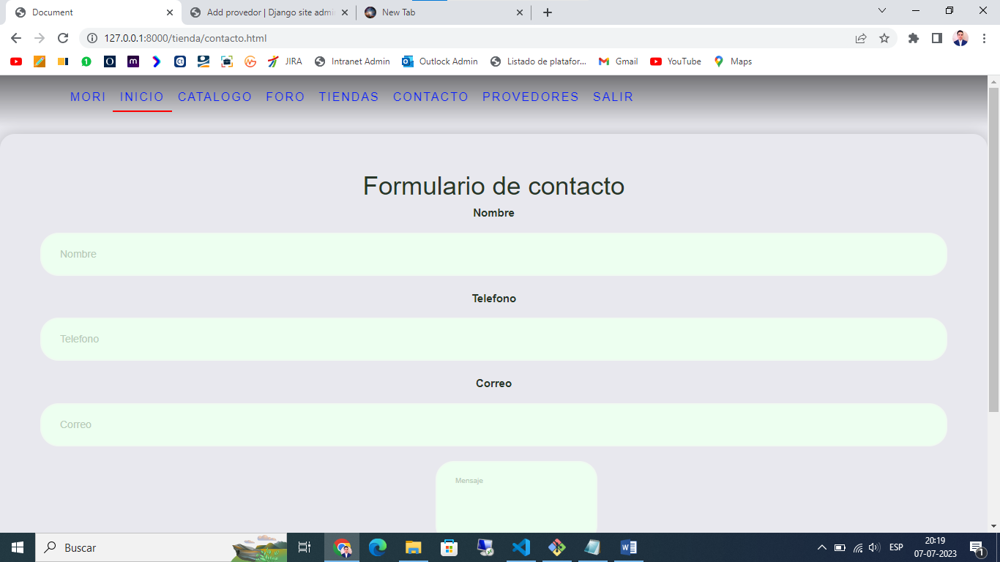 Document
Add provedor | Django site admi
New Tab
127.0.0.1:8000/tienda/contacto.html
JIRA
Intranet Admin
Outlock Admin
Listado de platafor...
Gmail
YouTube
Maps
MORI INICIO CATALOGO FORO TIENDAS CONTACTO PROVEDORES SALIR
Formulario de contacto
Nombre
Nombre
Telefono
Telefono
Correo
Correo
Mensaje
Buscar
ESP
20:19
07-07-2023
1